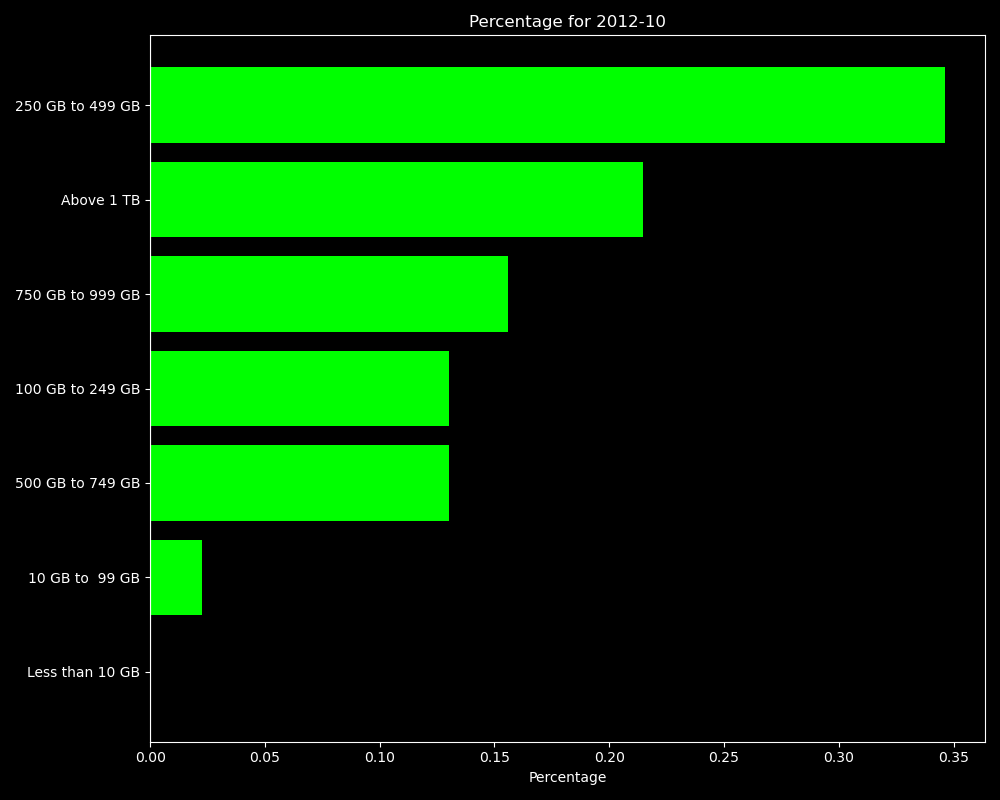 Percentage for 2012-10
250 GB to 499 GB
Above 1 TB
750 GB to 999 GB
100 GB to 249 GB
500 GB to 749 GB
10 GB to  99 GB
Less than 10 GB
0.00 0.05 0.10 0.15 0.20 0.25 0.30 0.35
Percentage